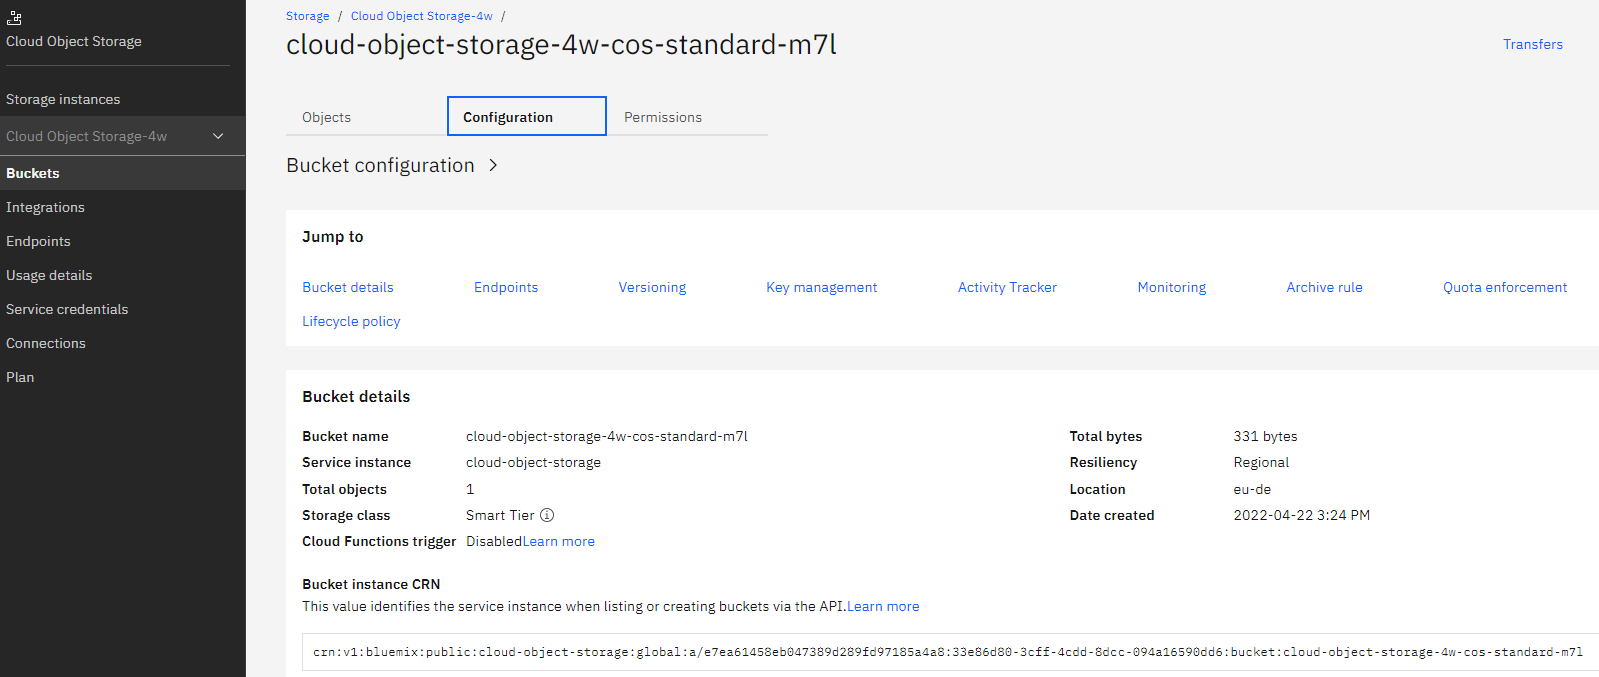 Cloud Object Storage
Storage instances
Cloud Object Storage-4w
Buckets
Integrations
Endpoints
Usage details
Service credentials
Connections
Plan
Storage / Cloud Object Storage-4w /
cloud-object-storage-4w-cos-standard-m7l
Transfers
Objects Configuration Permissions
Bucket configuration
Jump to
Bucket details Endpoints Versioning Key management Activity Tracker Monitoring Archive rule Quota enforcement
Lifecycle policy
Bucket details
Bucket name cloud-object-storage-4w-cos-standard-m7l Total bytes 331 bytes
Service instance cloud-object-storage Resiliency Regional
Total objects 1 Location eu-de
Storage class Smart Tier Date created 2022-04-22 3:24 PM
Cloud Functions trigger DisabledLearn more
Bucket instance CRN
This value identifies the service instance when listing or creating buckets via the API.Learn more
crn:v1:bluemix:public:cloud-object-storage:global:a/e7ea61458eb047389d289fd97185a4a8:33e86d80-3cff-4cdd-8dcc-094a16590dd6:bucket:cloud-object-storage-4w-cos-standard-m7l